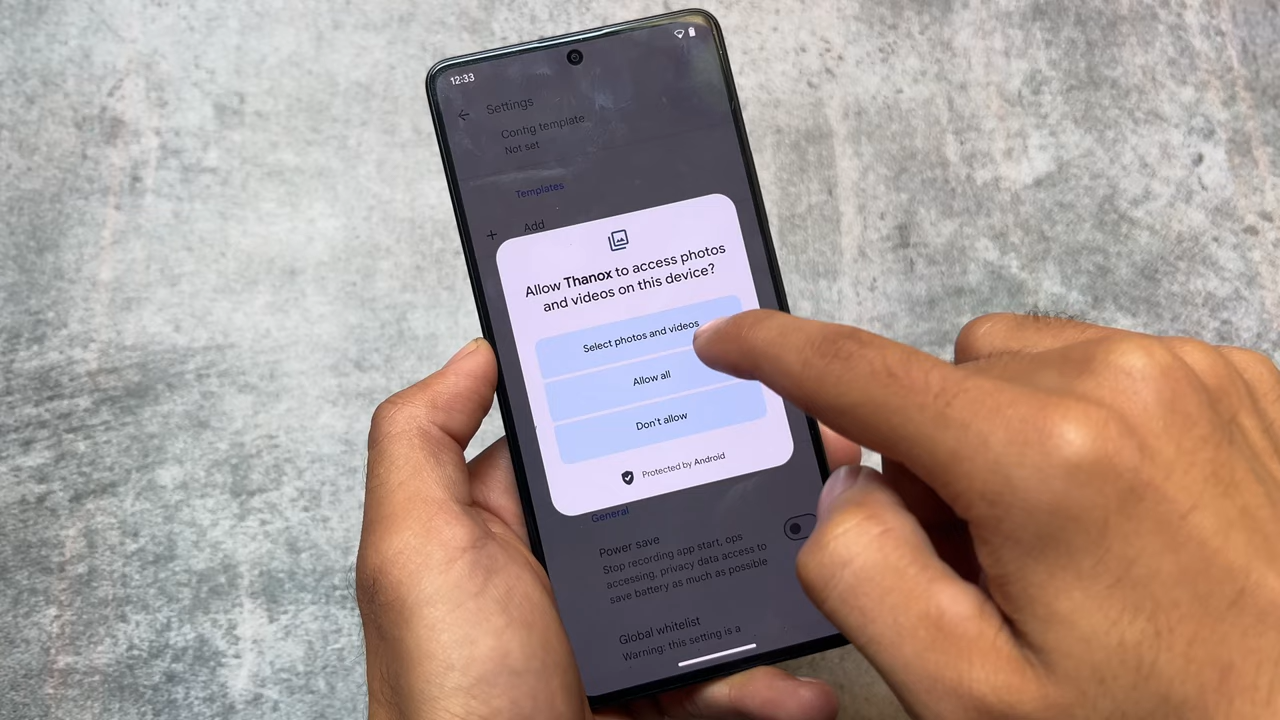 12:33
Settings
Config template
Not set
Templates
Add
Allow Thanox to access photos
and videos on this device?
Select photos and videos
Allow all
Don't allow
Protected by Android
General
Power save
Stop recording app start, ops
accessing, privacy data access to
save battery as much as possible
Global whitelist
Warning: this setting is a